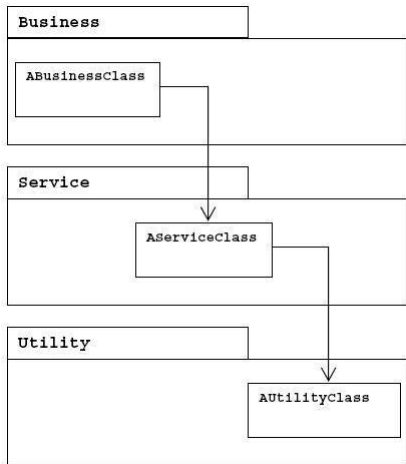 Business
ABusinessClass
Service
AServiceClass
Utility
AUtilityClass